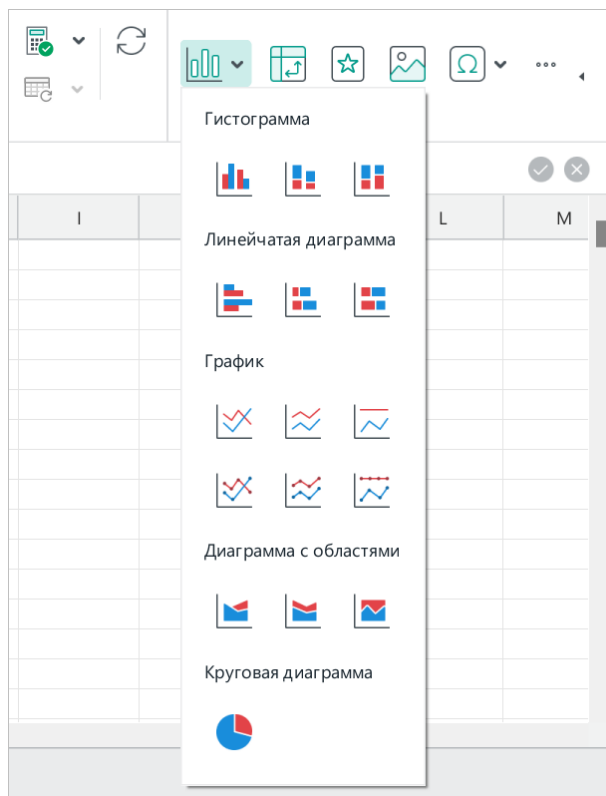 Гистограмма
Линейчатая диаграмма
I
L
M
График
Диаграмма с областями
Круговая диаграмма